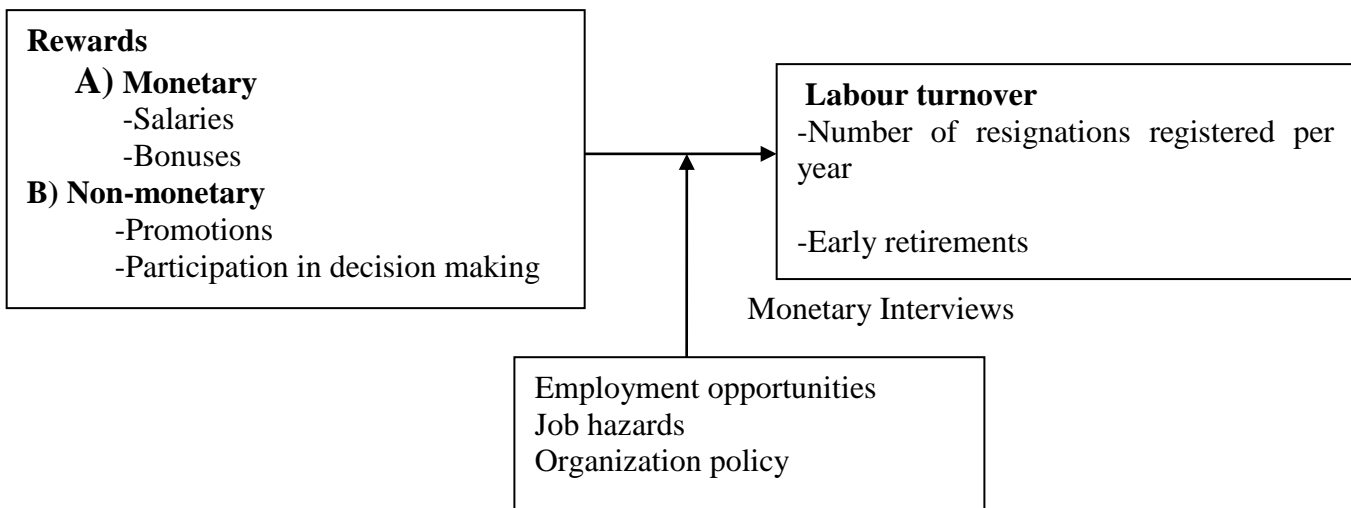 Rewards
A) Monetary
-Salaries
-Bonuses
B) Non-monetary
-Promotions
-Participation in decision making
Labour turnover
-Number of resignations registered per
year
-Early retirements
Monetary Interviews
Employment opportunities
Job hazards
Organization policy